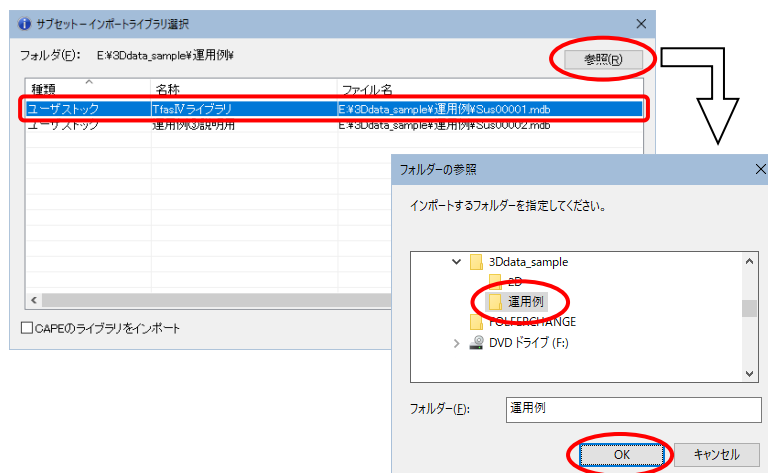 サブセットーインポートライブラリ選択
フォルダ(F): E:¥3Ddata_sample¥運用例¥
参照(R)
種類 名称 ファイル名
ユーザストック TfasⅣライブラリ E:¥3Ddata_sample¥運用例¥Sus00001.mdb
ユーザストック 運用例③説明用 E:¥3Ddata_sample¥運用例¥Sus00002.mdb
CAPEのライブラリをインポート
フォルダーの参照
インポートするフォルダーを指定してください。
3Ddata_sample
2D
運用例
FOLFERCHANGE
DVD ドライブ (F:)
フォルダー(F): 運用例
OK
キャンセル